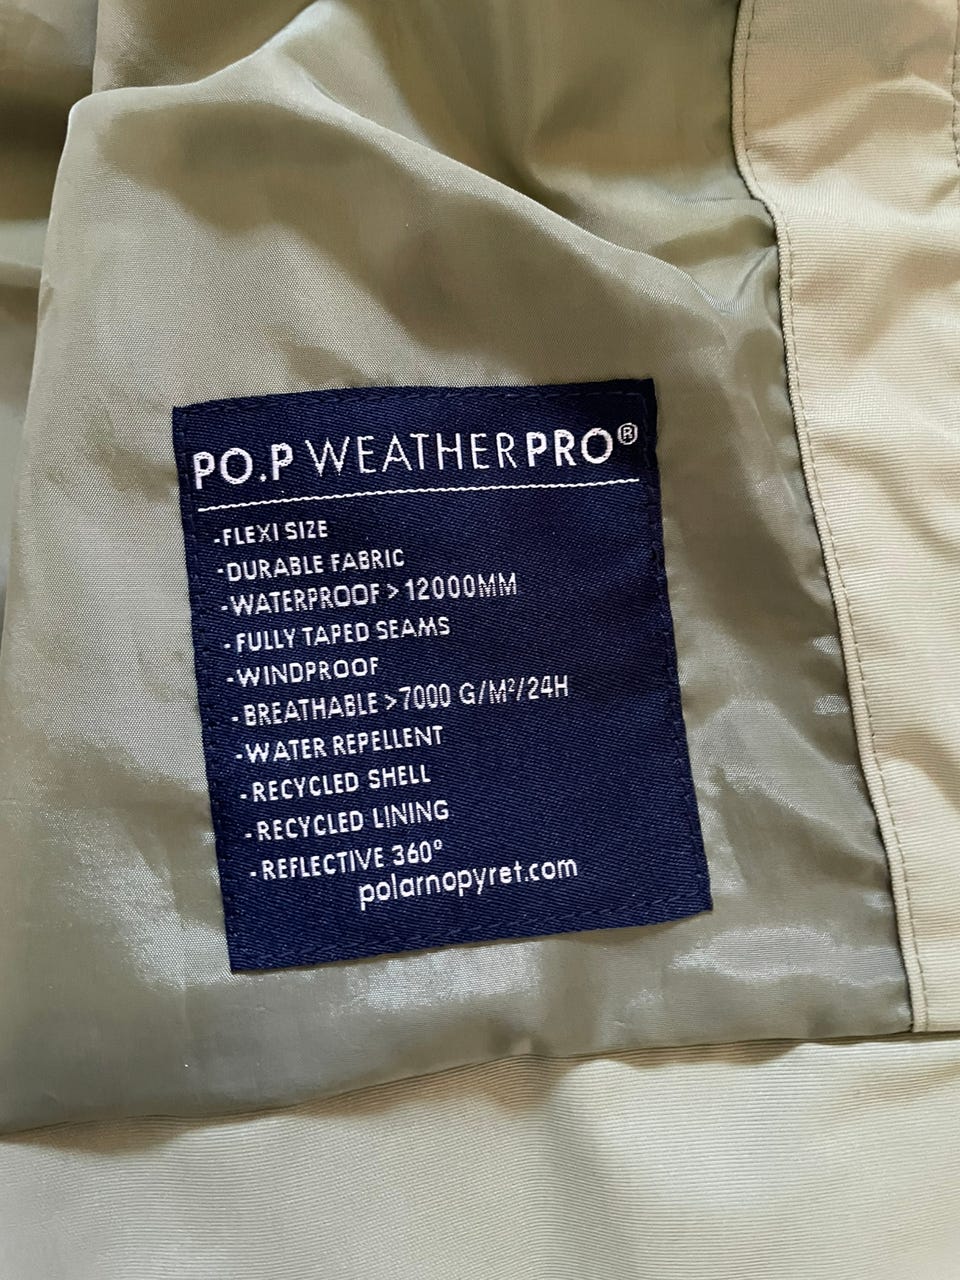 PO.P WEATHERPRO®
-FLEXI SIZE
-DURABLE FABRIC
-WATERPROOF > 12000MM
-FULLY TAPED SEAMS
-WINDPROOF
-BREATHABLE >7000 G/M²/24H
-WATER REPELLENT
-RECYCLED SHELL
-RECYCLED LINING
-REFLECTIVE 360°
polarnopyret.com